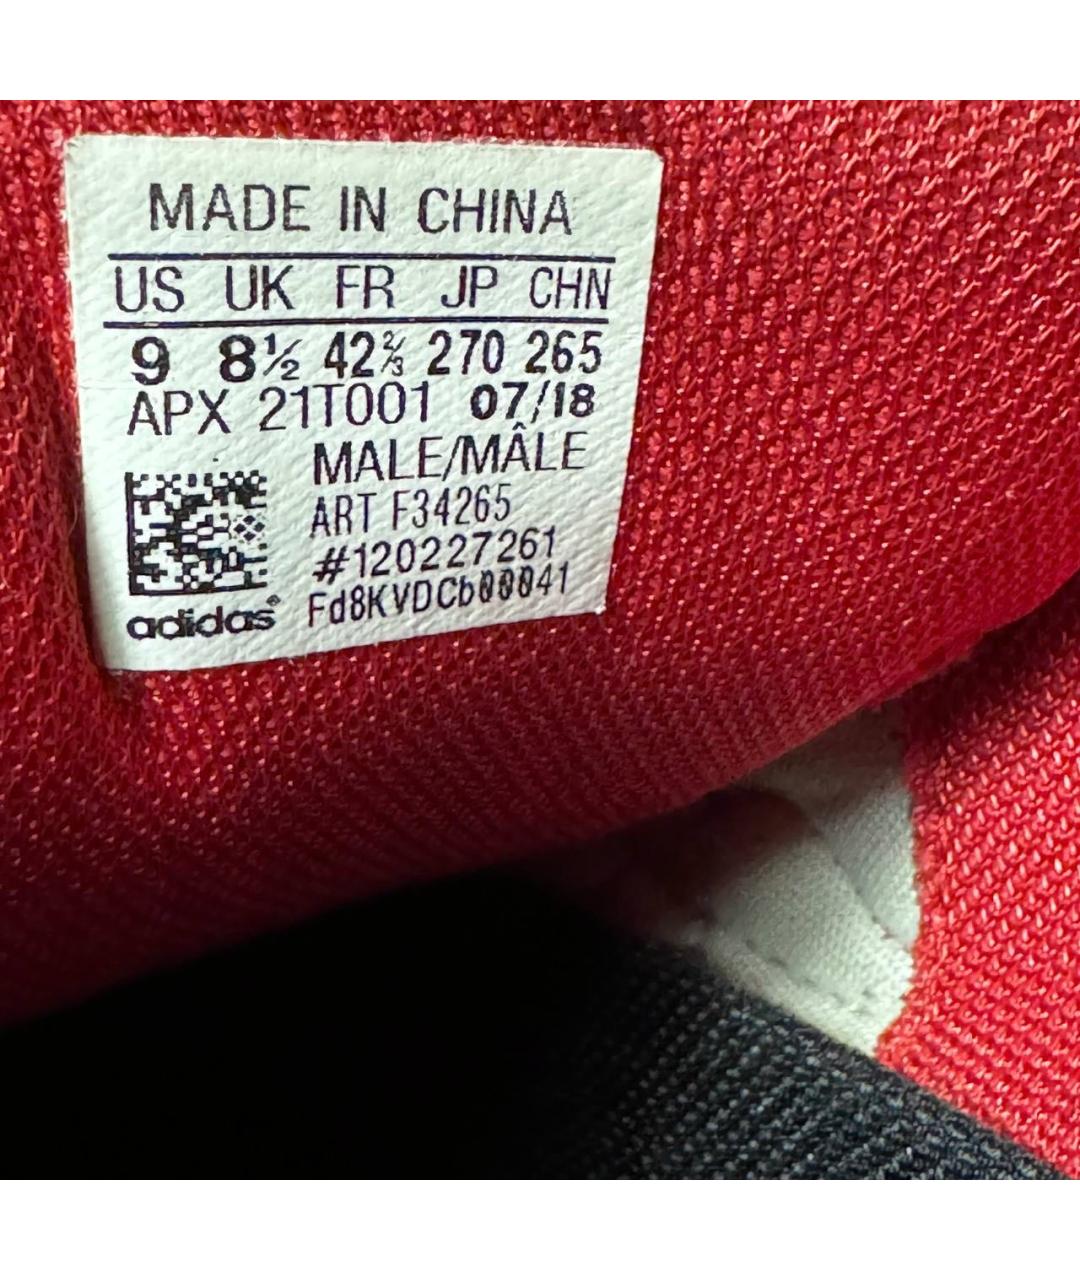 MADE IN CHINA
US UK FR JP CHN
9 8½ 42⅔ 270 265
APX 21T001 07/18
MALE/MÂLE
ART F34265
#120227261
Fd8KVDCb00041
adidas®